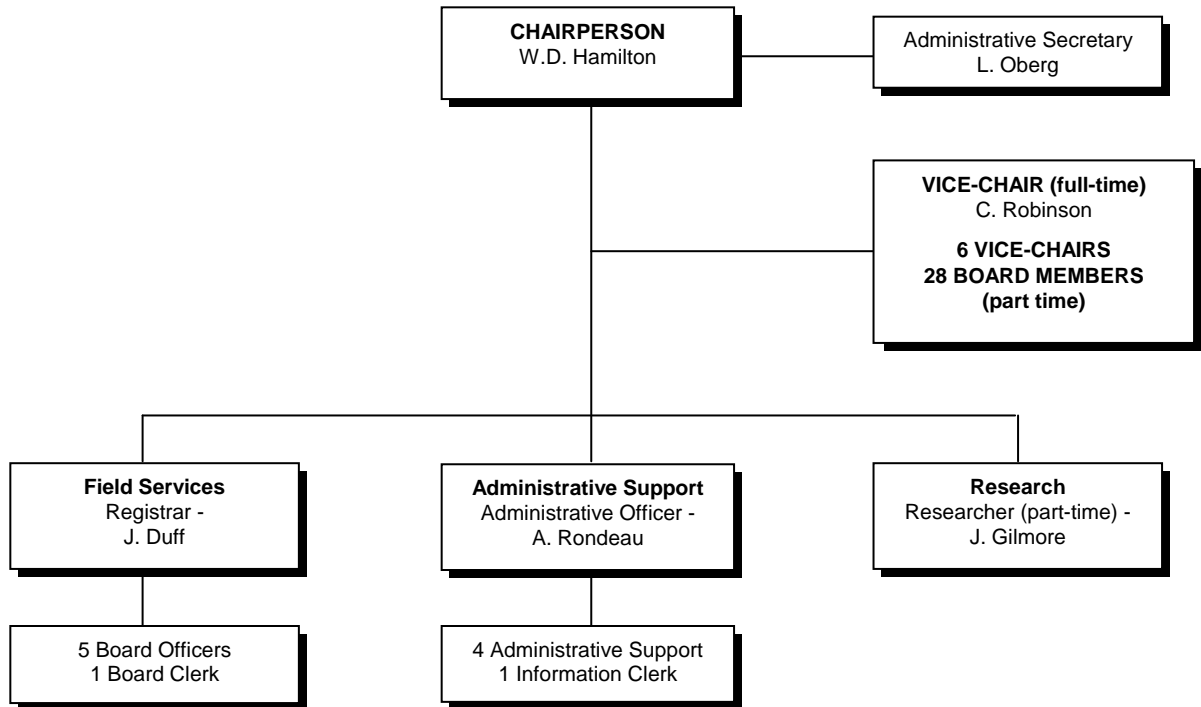 CHAIRPERSON
W.D. Hamilton
Administrative Secretary
L. Oberg
VICE-CHAIR (full-time)
C. Robinson
6 VICE-CHAIRS
28 BOARD MEMBERS
(part time)
Field Services
Registrar -
J. Duff
Administrative Support
Administrative Officer -
A. Rondeau
Research
Researcher (part-time) -
J. Gilmore
5 Board Officers
1 Board Clerk
4 Administrative Support
1 Information Clerk